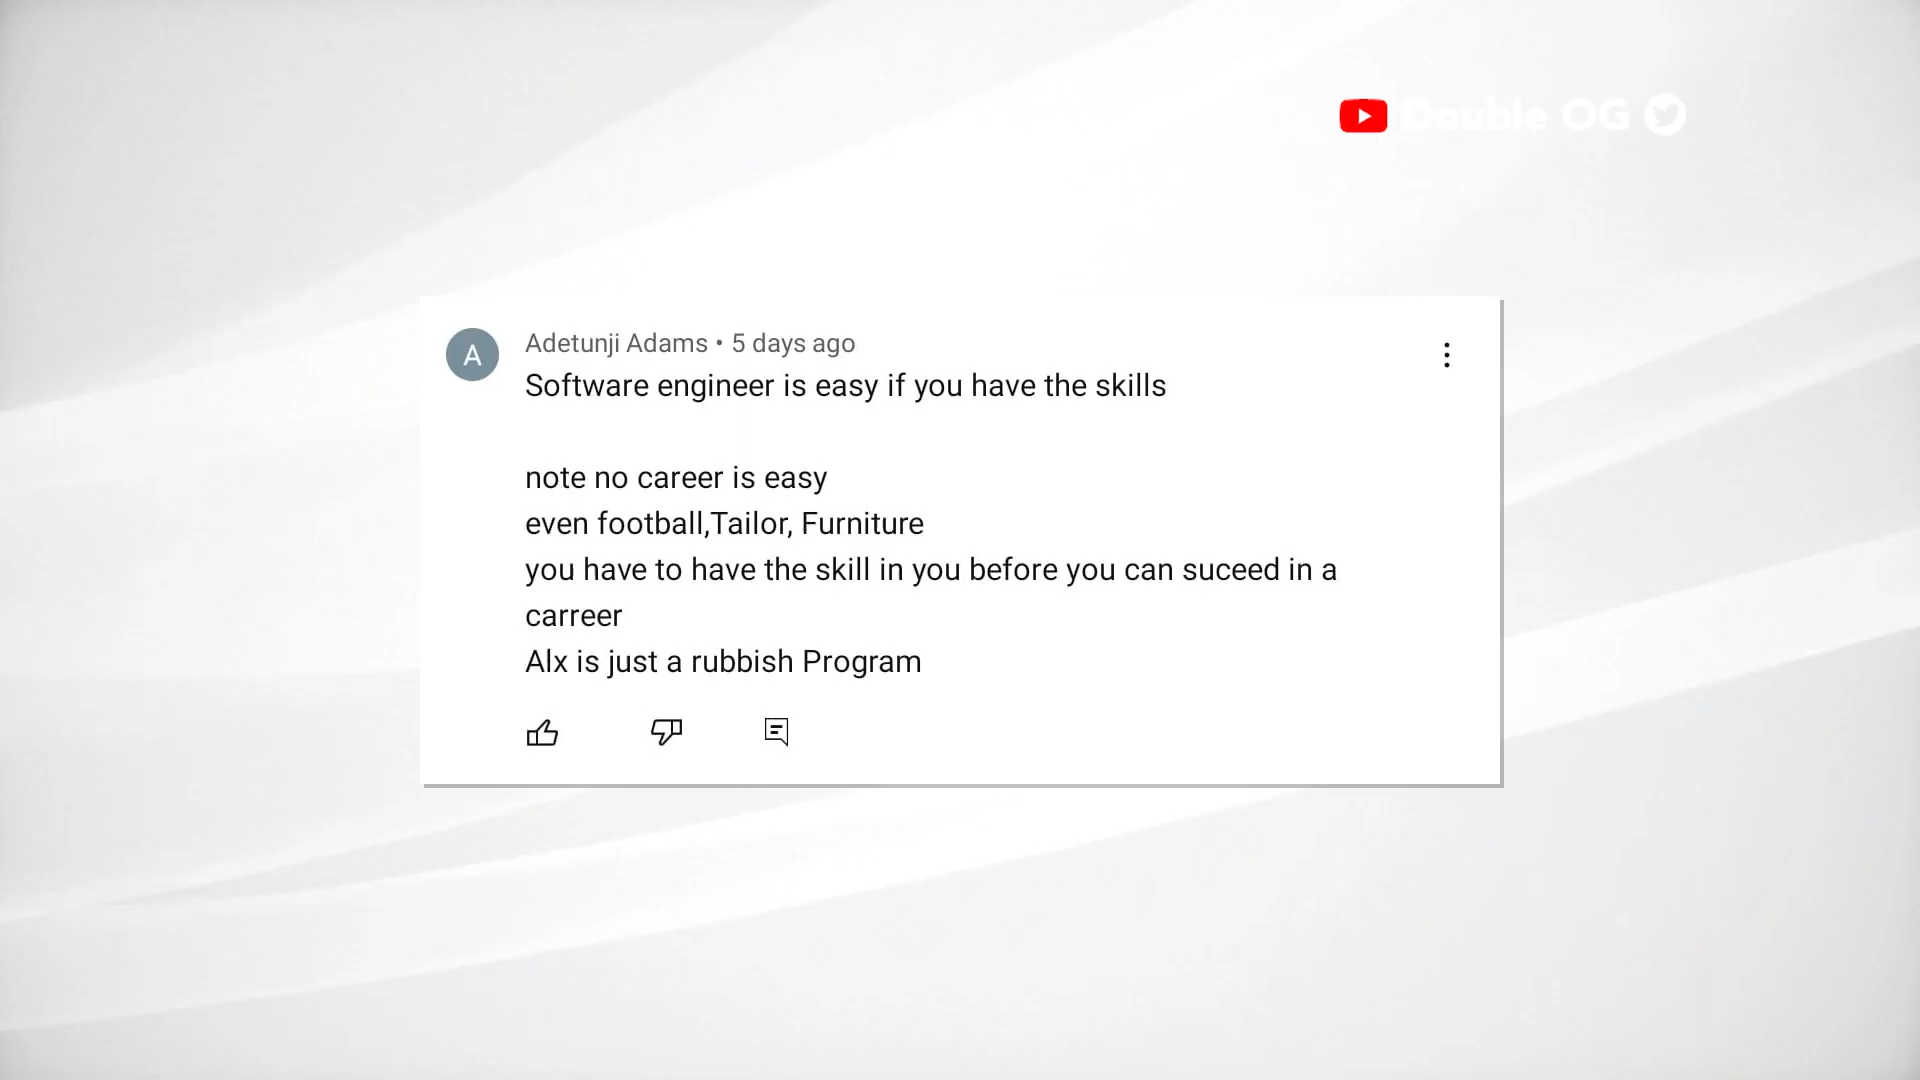 Double OG
A
Adetunji Adams • 5 days ago
Software engineer is easy if you have the skills
note no career is easy
even football,Tailor, Furniture
you have to have the skill in you before you can suceed in a
carreer
Alx is just a rubbish Program